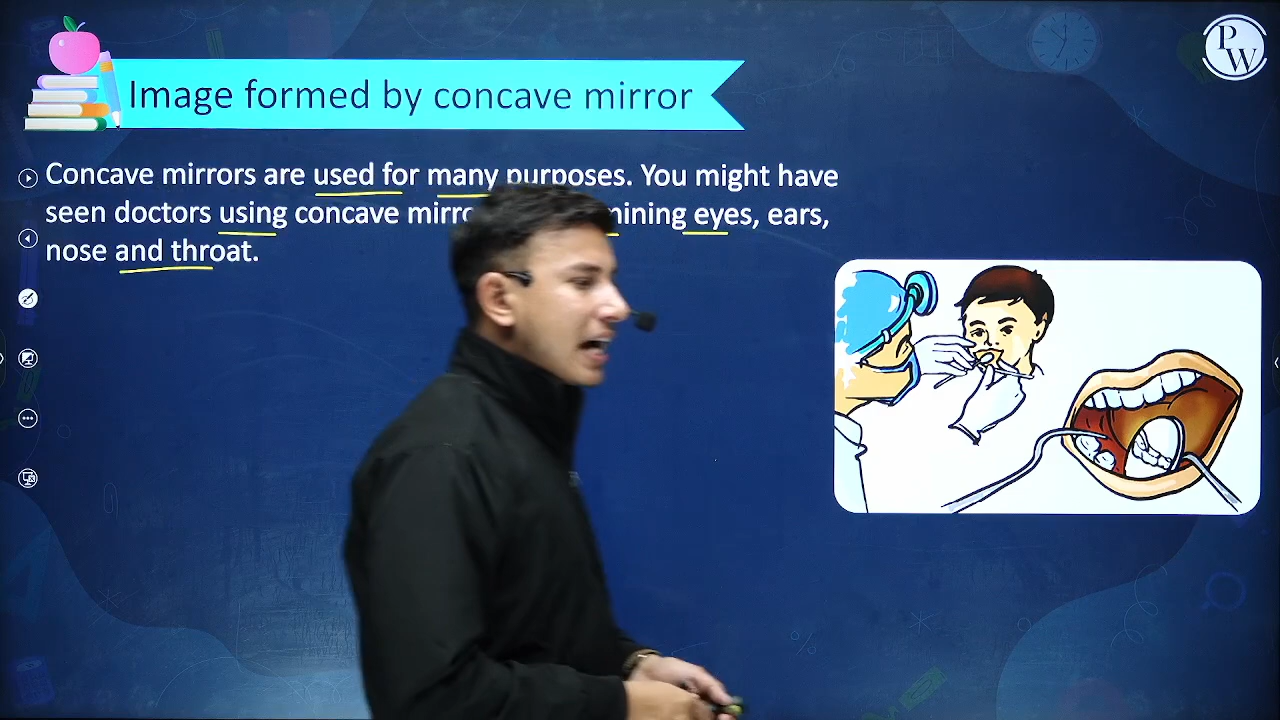 Image formed by concave mirror
PW
Concave mirrors are used for many purposes. You might have
seen doctors using concave eyes, ears,
nose and throat.